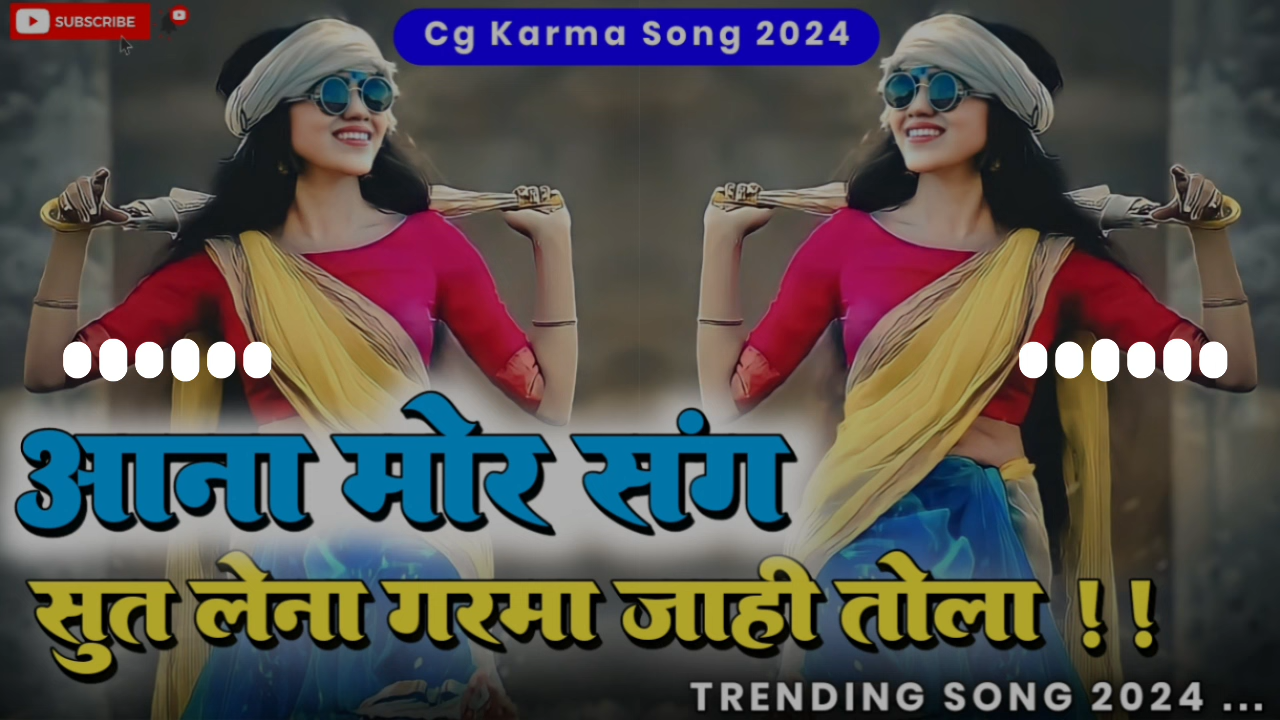 SUBSCRIBE
Cg Karma Song 2024
आना मोर संग
सुत लेना गरमा जाही तोला !!
TRENDING SONG 2024 ...